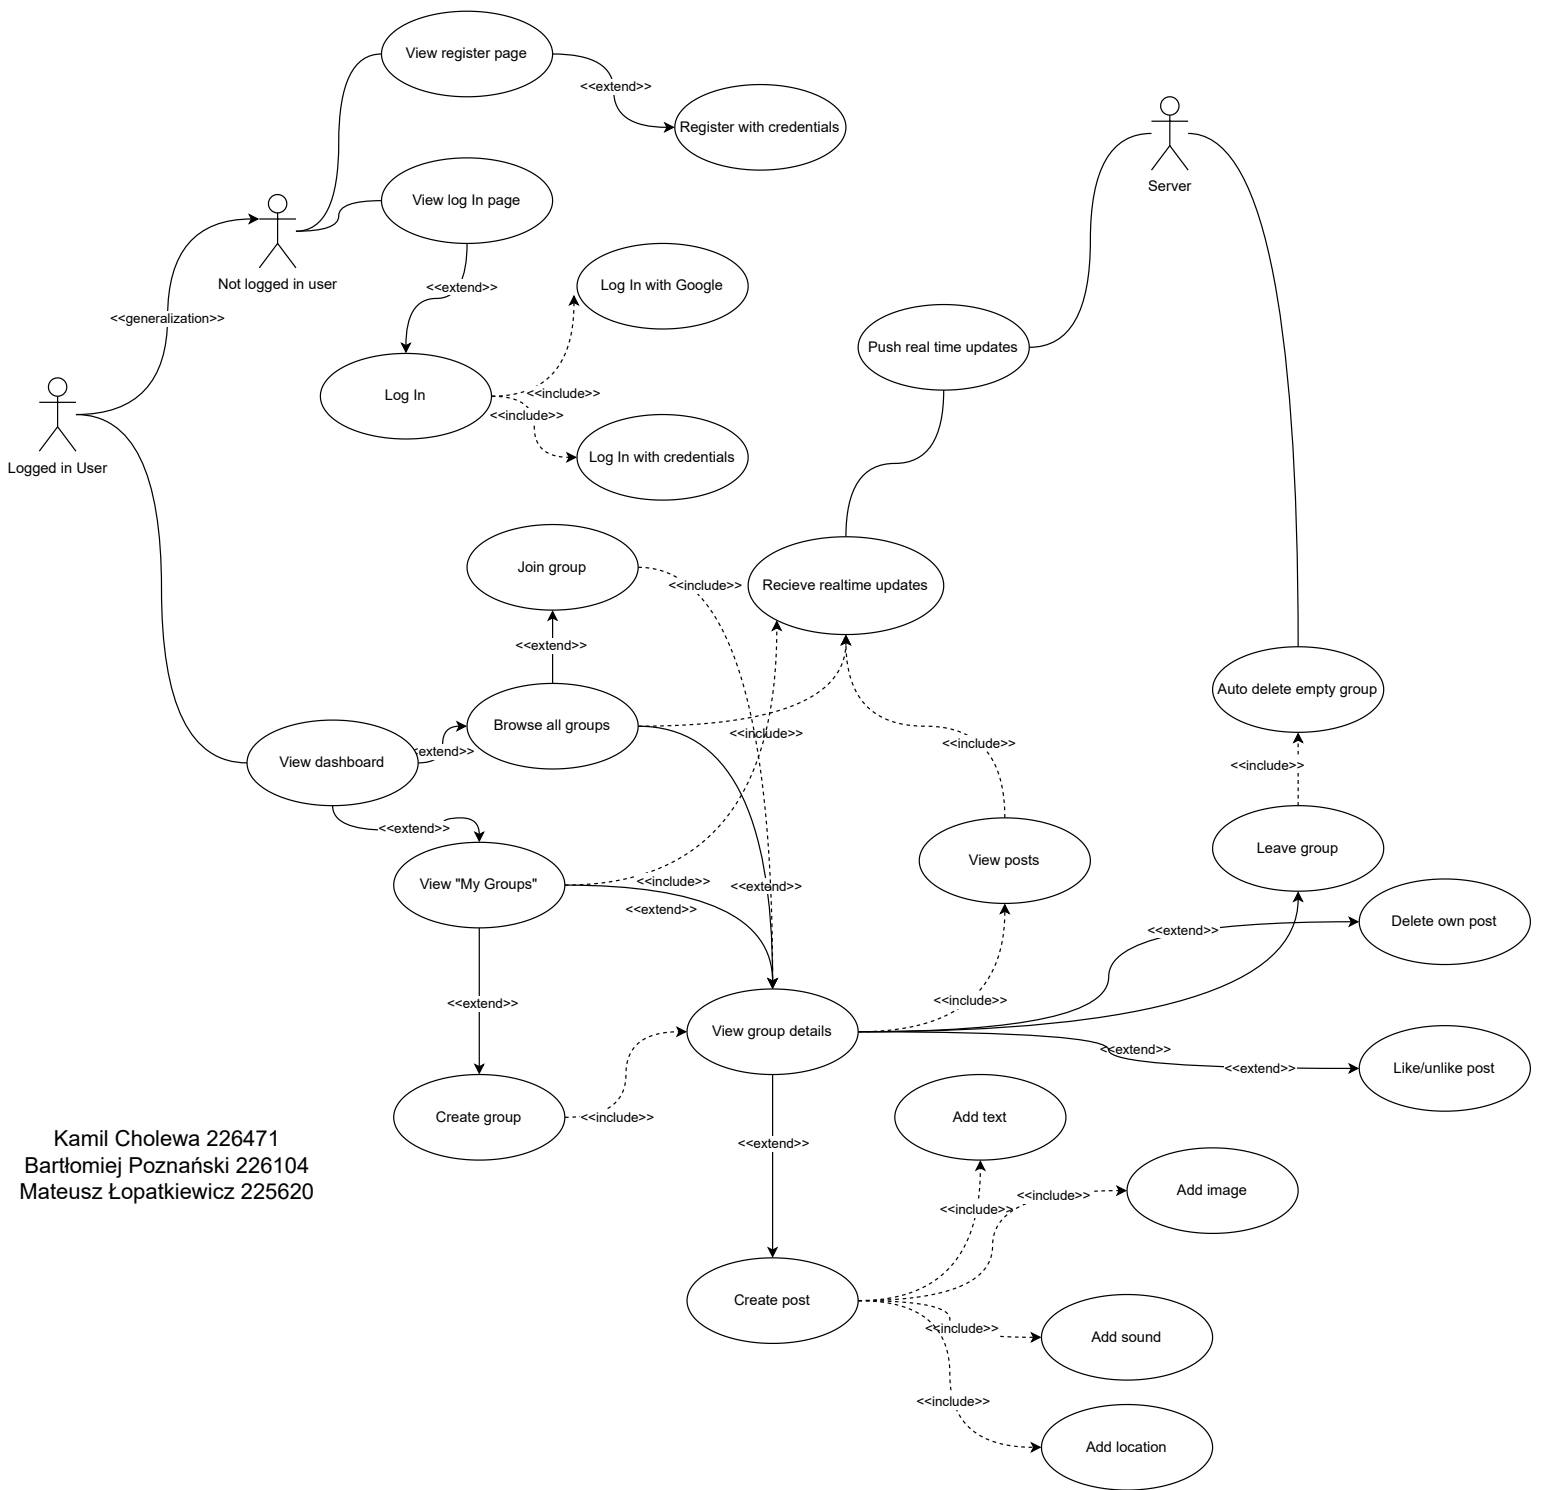 View register page
<<extend>>
Register with credentials
Server
View log In page
Not logged in user
<<extend>>
Log In with Google
<<generalization>>
Push real time updates
Log In
<<include>>
<<include>>
Log In with credentials
Logged in User
Join group
<<include>>
Recieve realtime updates
<<extend>>
Auto delete empty group
Browse all groups
<<include>>
<<include>>
<extend>>
View dashboard
<<include>>
<<extend>>
Leave group
View posts
View "My Groups"
<<include>>
<<extend>>
<<extend>>
Delete own post
<<extend>>
<<extend>>
<<include>>
View group details
<<extend>>
<<extend>>
Like/unlike post
Create group
<<include>>
Add text
<<extend>>
Kamil Cholewa 226471
Bartłomiej Poznański 226104
Mateusz Łopatkiewicz 225620
Add image
<<include>>
<<include>>
Create post
<<include>>
Add sound
<<include>>
Add location